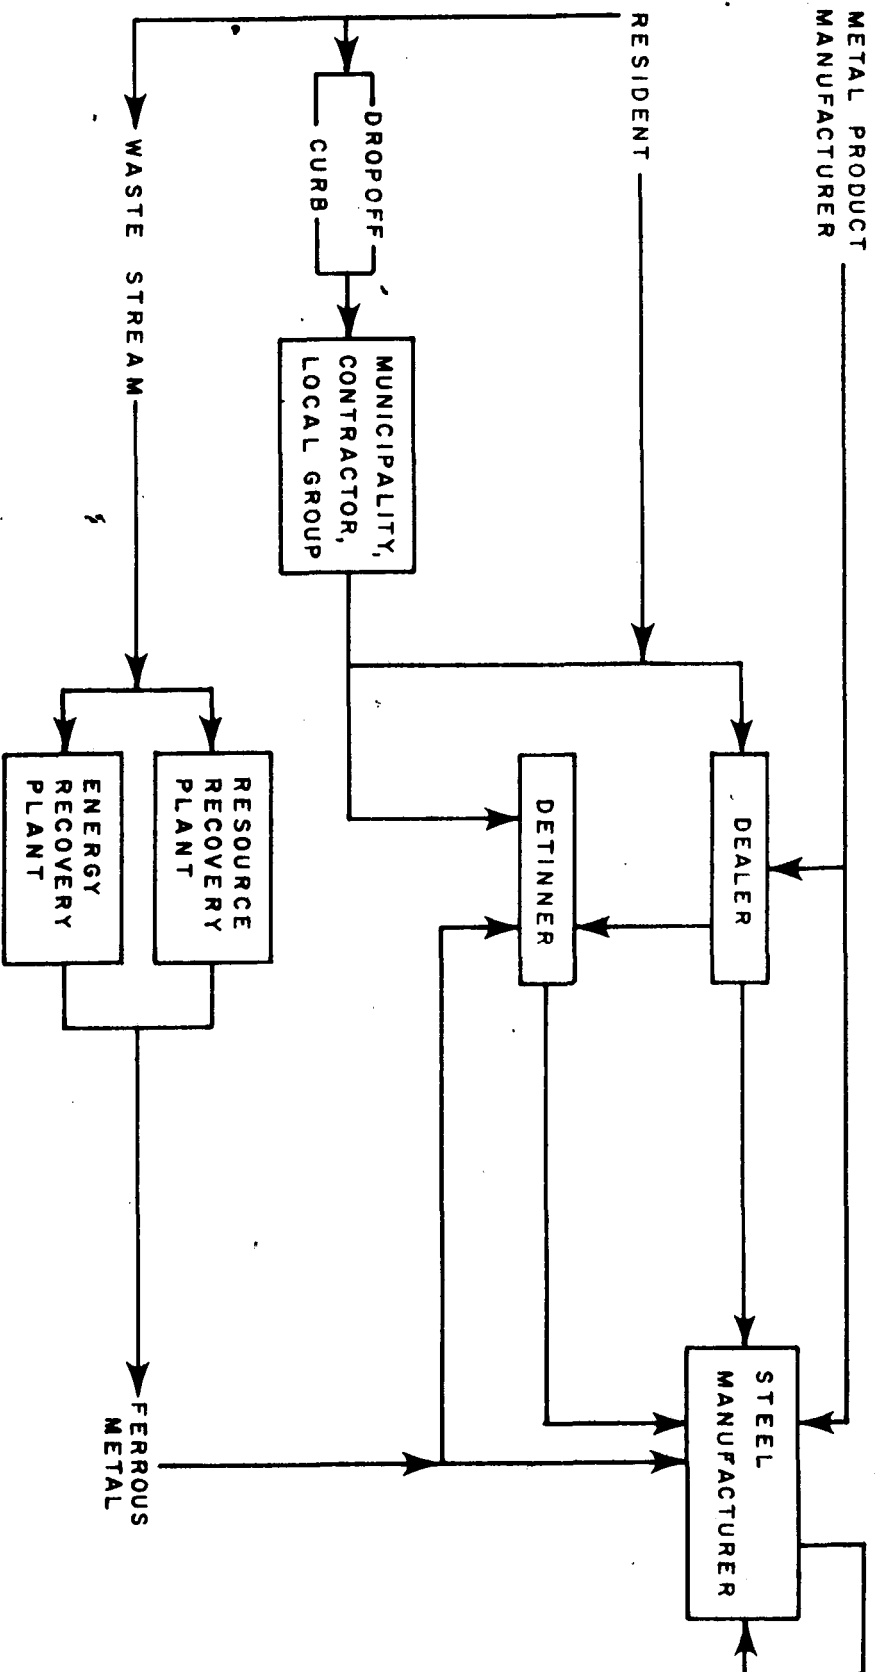 METAL PRODUCT
MANUFACTURER
RESIDENT
DROPOFF
CURB
WASTE STREAM
MUNICIPALITY,
CONTRACTOR,
LOCAL GROUP
DEALER
DETINNER
RESOURCE
RECOVERY
PLANT
ENERGY
RECOVERY
PLANT
STEEL
MANUFACTURER
FERROUS
METAL